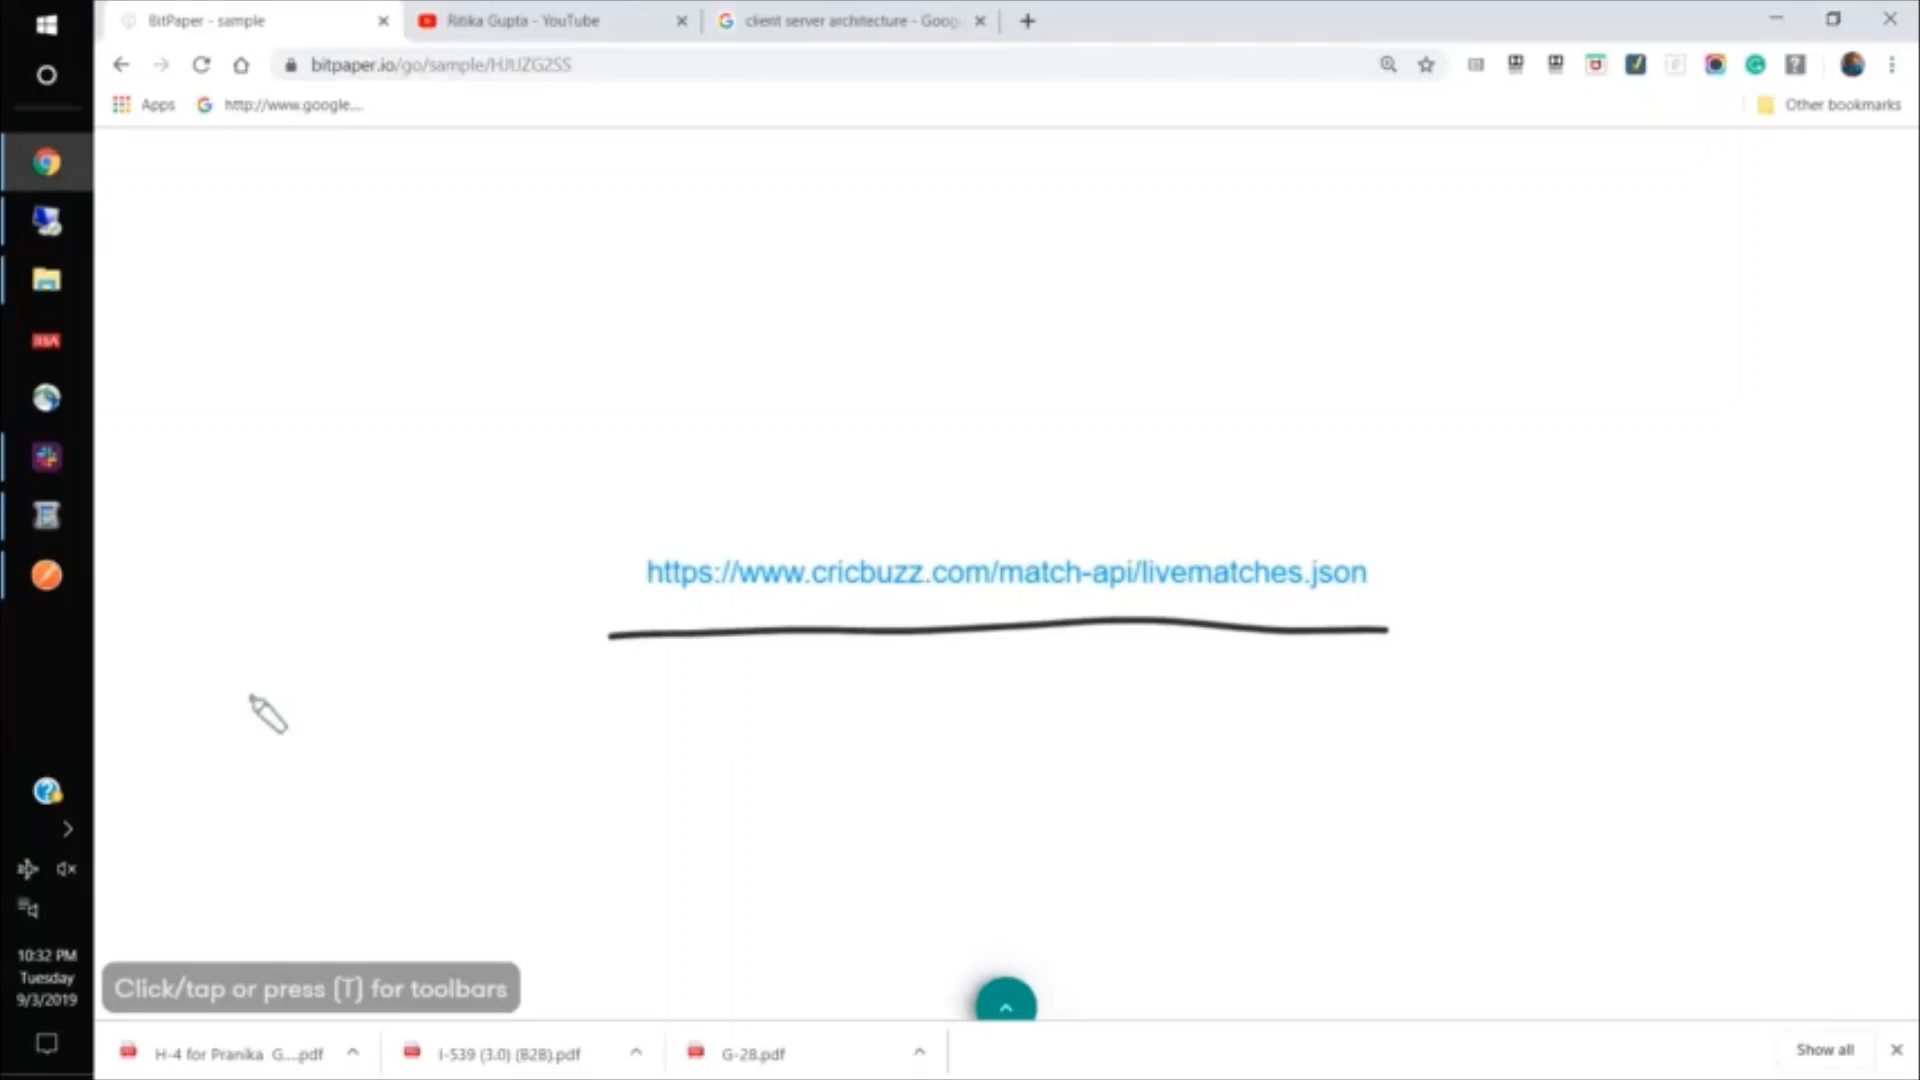 BitPaper - sample
Ritika Gupta - YouTube
client server architecture - Goog
bitpaper.io/go/sample/HJUZG2SS
Apps
http://www.google....
Other bookmarks
RSA
https://www.cricbuzz.com/match-api/livematches.json
10:32 PM
Tuesday
9/3/2019
Click/tap or press (T) for toolbars
H-4 for Pranika G....pdf
I-539 (3.0) (B2B).pdf
G-28.pdf
Show all